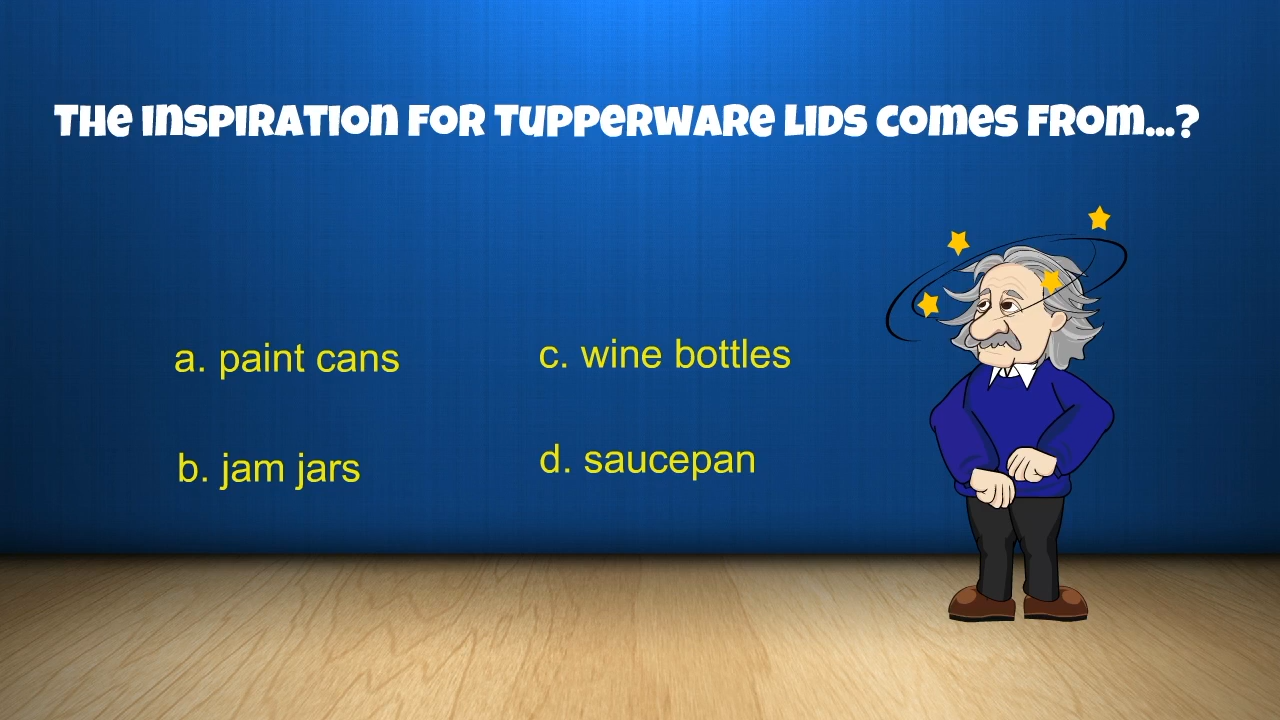 The inspiration for Tupperware lids comes from...?
a. paint cans
b. jam jars
c. wine bottles
d. saucepan